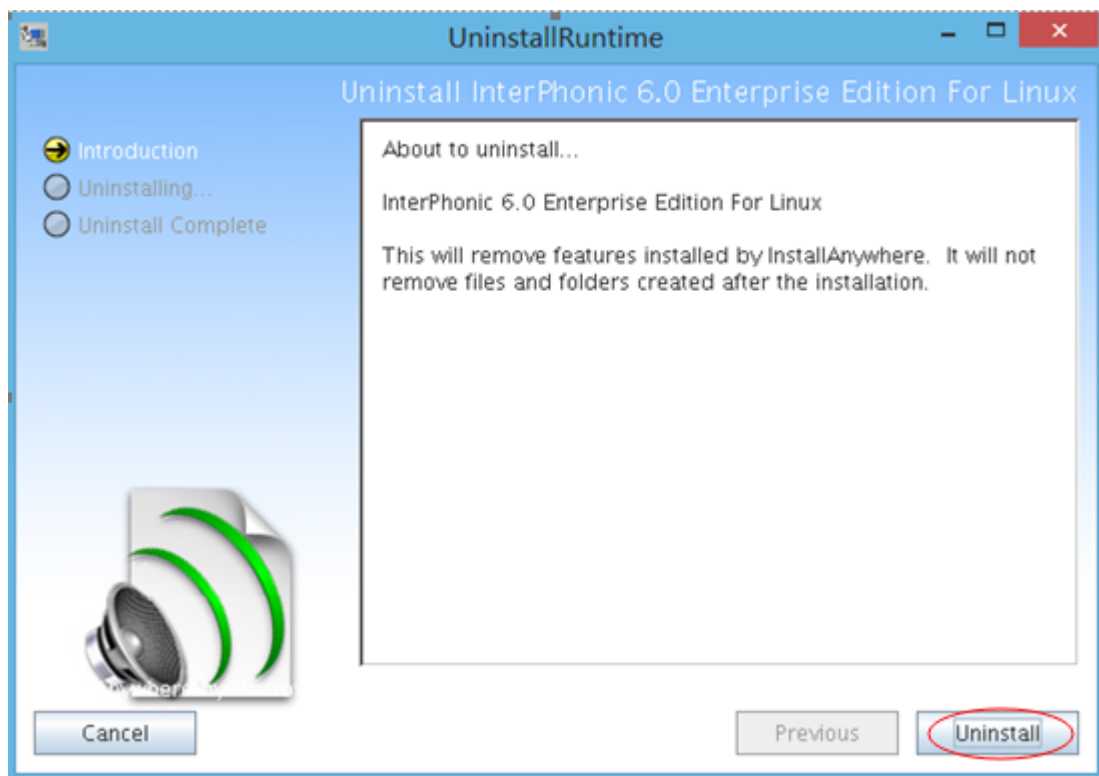 UninstallRuntime
Uninstall InterPhonic 6.0 Enterprise Edition For Linux
Introduction
Uninstalling...
Uninstall Complete
About to uninstall...
InterPhonic 6.0 Enterprise Edition For Linux
This will remove features installed by InstallAnywhere. It will not
remove files and folders created after the installation.
Cancel
Previous
Uninstall